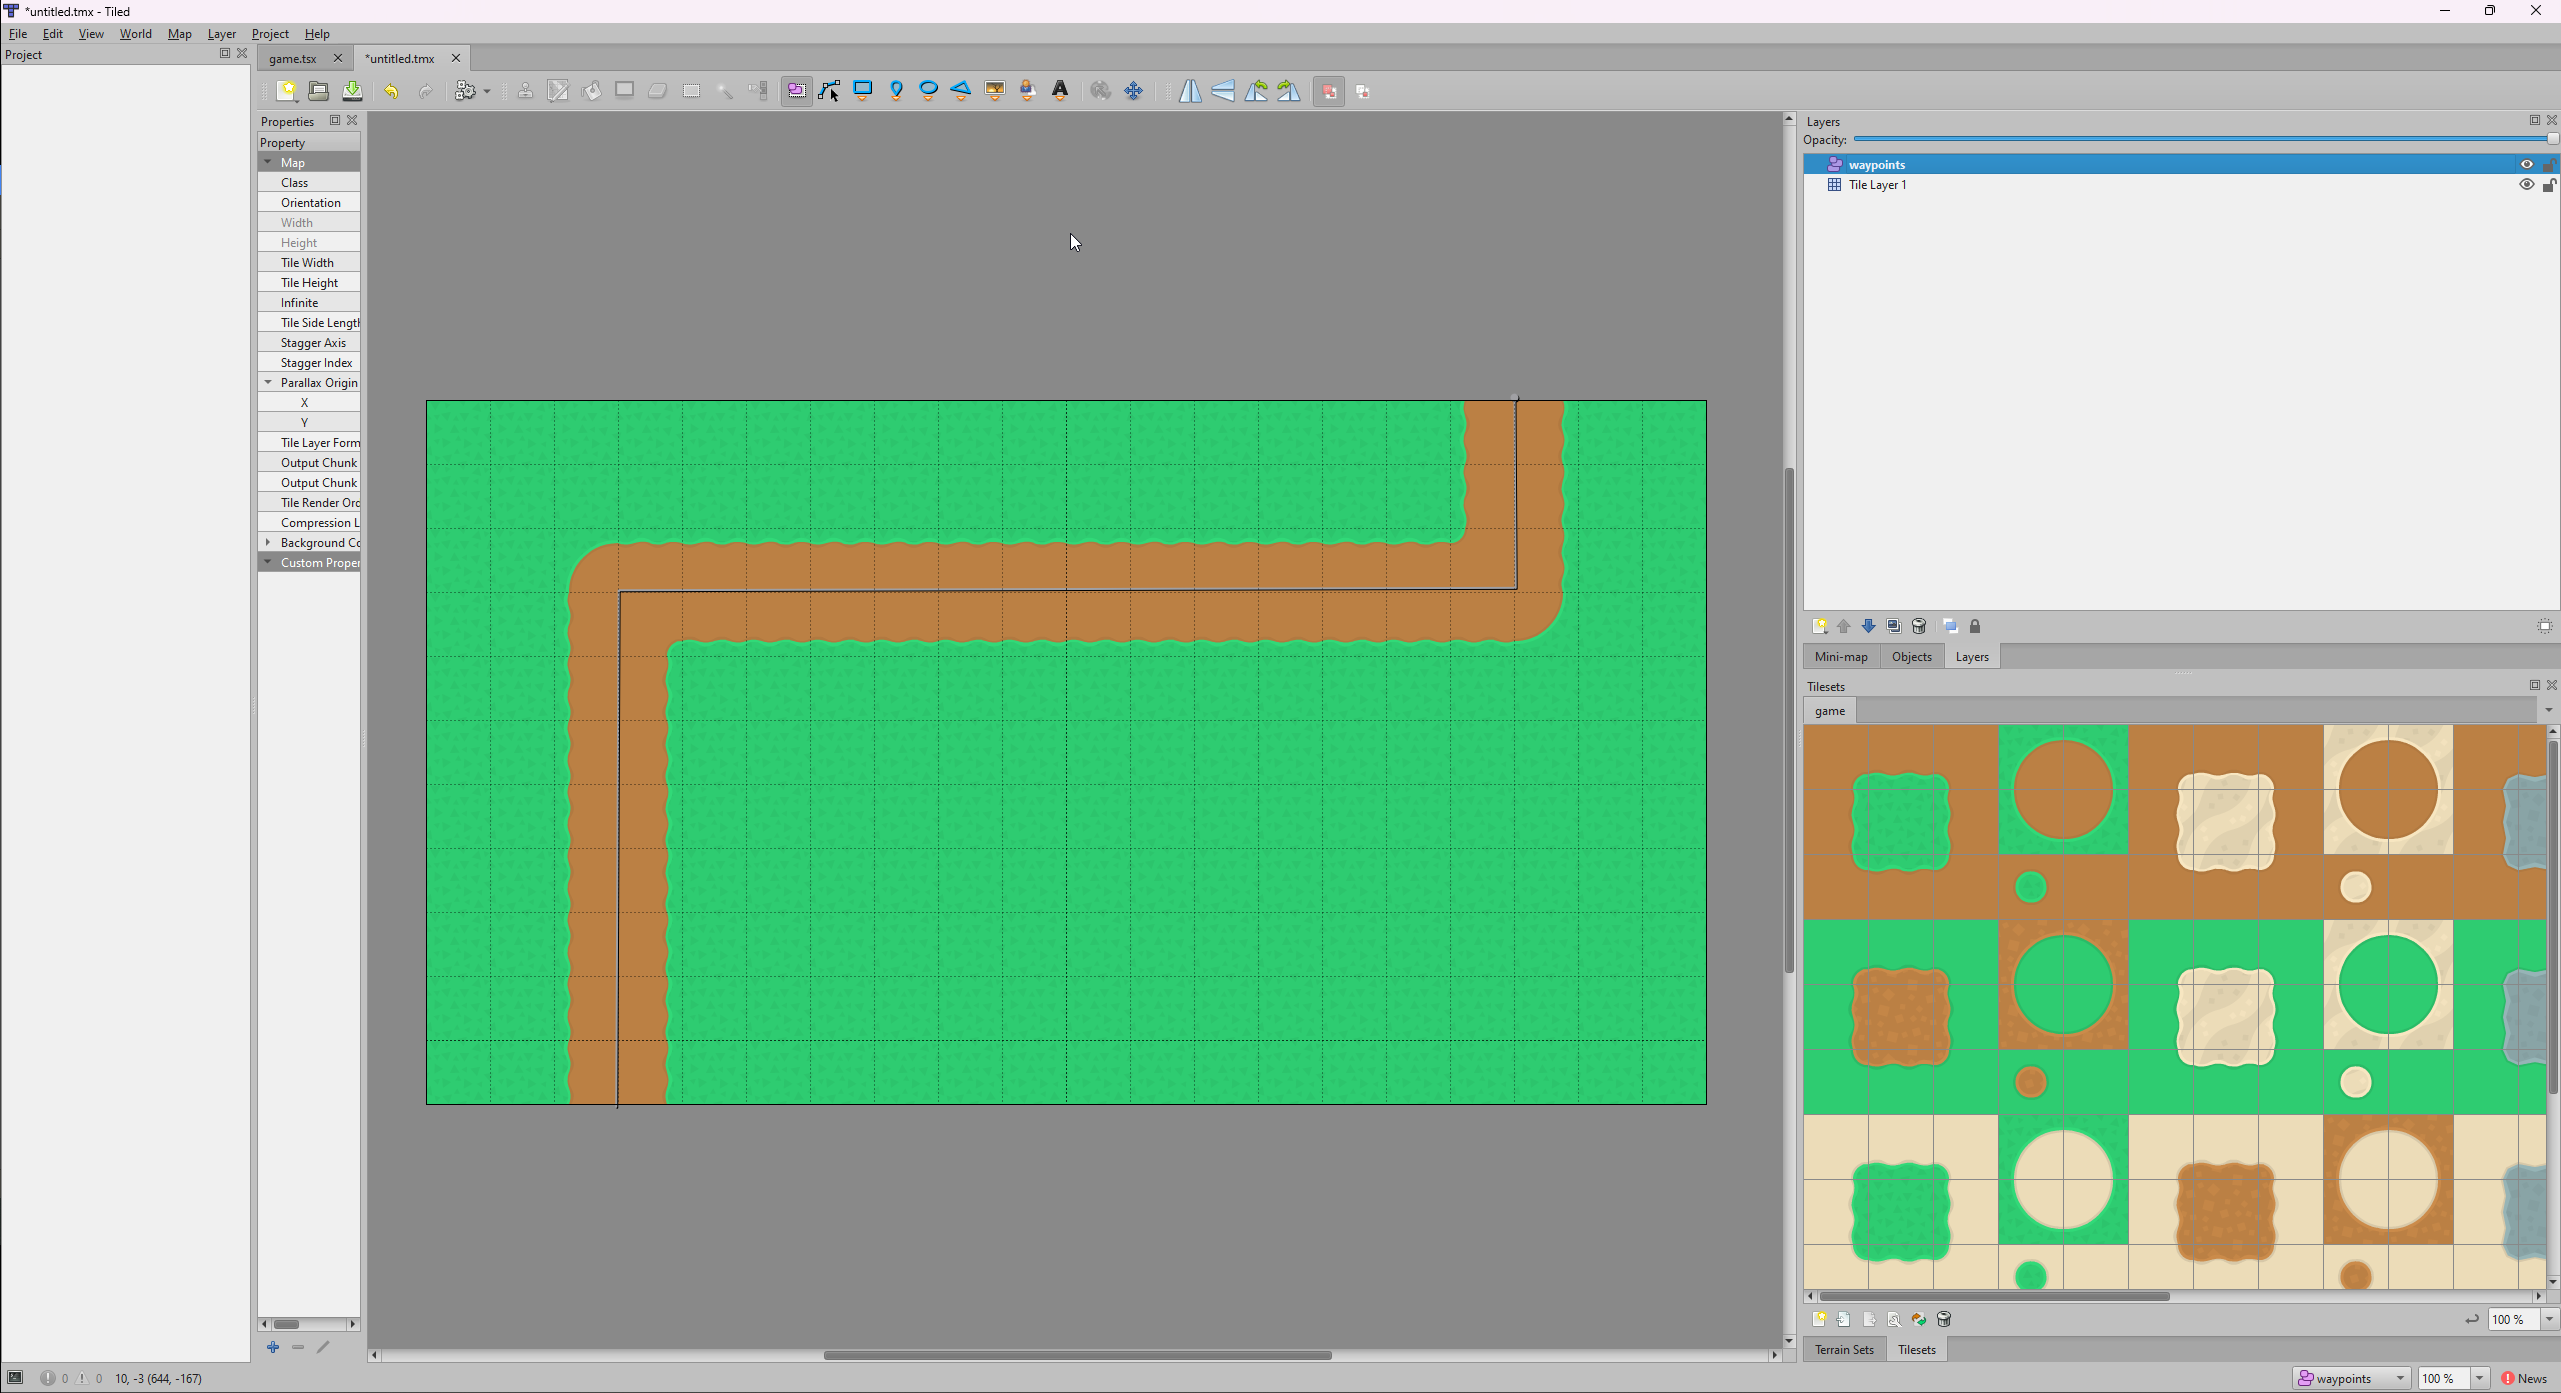 *untitled.tmx - Tiled
File Edit View World Map Layer Project Help
Project
game.tsx
*untitled.tmx
Properties
Property
Map
Class
Orientation
Width
Height
Tile Width
Tile Height
Infinite
Tile Side Length
Stagger Axis
Stagger Index
Parallax Origin
X
Y
Tile Layer Form
Output Chunk
Output Chunk
Tile Render Orc
Compression L
Background Cc
Custom Proper
Layers
Opacity:
waypoints
Tile Layer 1
Mini-map Objects Layers
Tilesets
game
100 %
Terrain Sets Tilesets
0 0 10, -3 (644, -167)
waypoints 100 % News